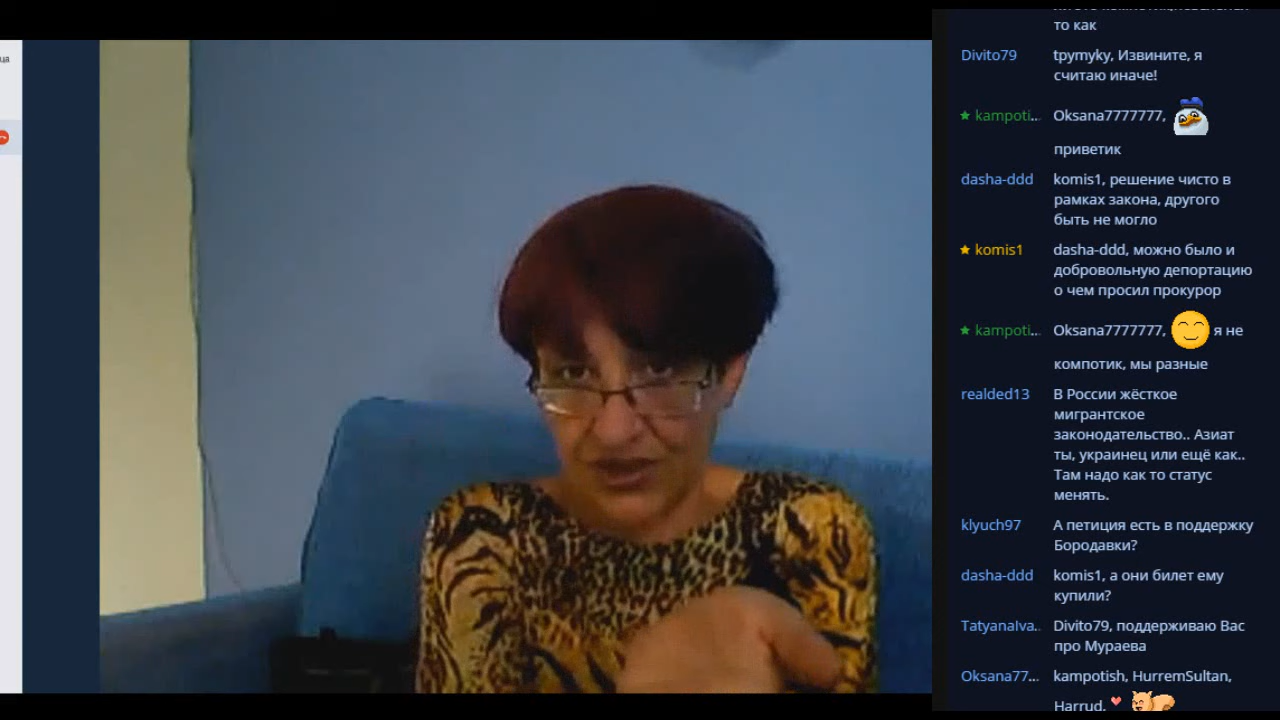 ца
то как
Divito79 tpymyky, Извините, я
считаю иначе!
kampoti... Oksana7777777,
приветик
dasha-ddd komis1, решение чисто в
рамках закона, другого
быть не могло
komis1 dasha-ddd, можно было и
добровольную депортацию
о чем просил прокурор
kampoti... Oksana7777777, я не
компотик, мы разные
realded13 В России жёсткое
мигрантское
законодательство.. Азиат
ты, украинец или ещё как..
Там надо как то статус
менять.
klyuch97 А петиция есть в поддержку
Бородавки?
dasha-ddd komis1, а они билет ему
купили?
TatyanaIva.. Divito79, поддерживаю Вас
про Мураева
Oksana77... kampotish, HurremSultan,
Harrud,